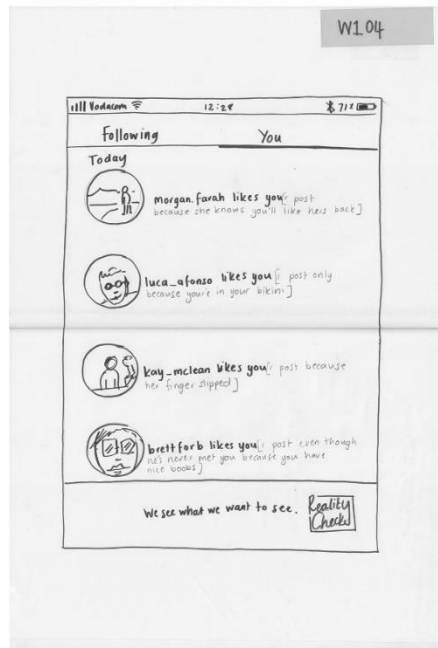 W104
Vodacom 12:28 71%
Following You
Today
morgan.farah likes you[r post
because she knows you'll like hers back]
luca_afonso likes you[r post only
because you're in your bikini]
kay_mclean likes you[r post because
her finger slipped]
brettforb likes you[r post even though
he's never met you because you have
nice boobs]
We see what we want to see.
Reality
Check